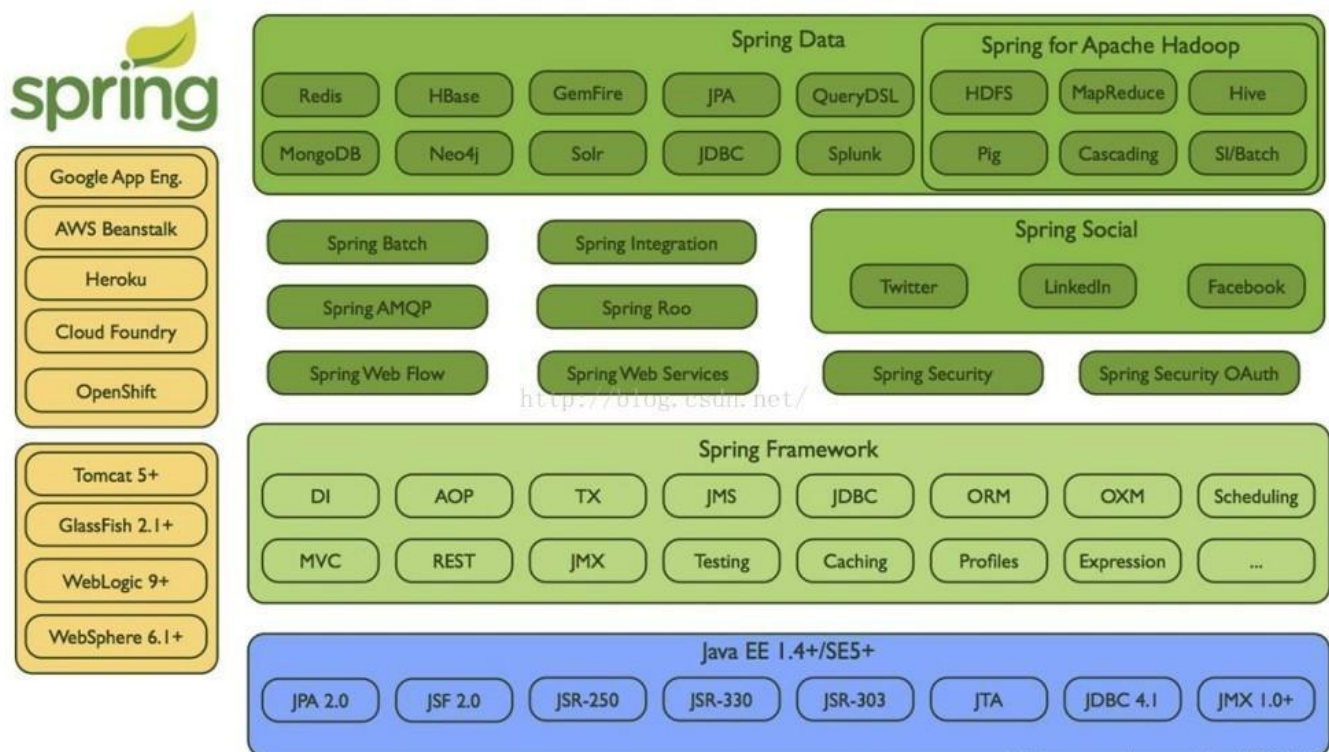 spring
Google App Eng.
AWS Beanstalk
Heroku
Cloud Foundry
OpenShift
Tomcat 5+
GlassFish 2.1+
WebLogic 9+
WebSphere 6.1+
Spring Data
Redis HBase GemFire JPA QueryDSL
MongoDB Neo4j Solr JDBC Splunk
Spring for Apache Hadoop
HDFS MapReduce Hive
Pig Cascading SI/Batch
Spring Batch Spring Integration
Spring AMQP Spring Roo
Spring Web Flow Spring Web Services
Spring Social
Twitter LinkedIn Facebook
Spring Security Spring Security OAuth
http://blog.csdn.net/
Spring Framework
DI AOP TX JMS JDBC ORM OXM Scheduling
MVC REST JMX Testing Caching Profiles Expression ...
Java EE 1.4+/SE5+
JPA 2.0 JSF 2.0 JSR-250 JSR-330 JSR-303 JTA JDBC 4.1 JMX 1.0+